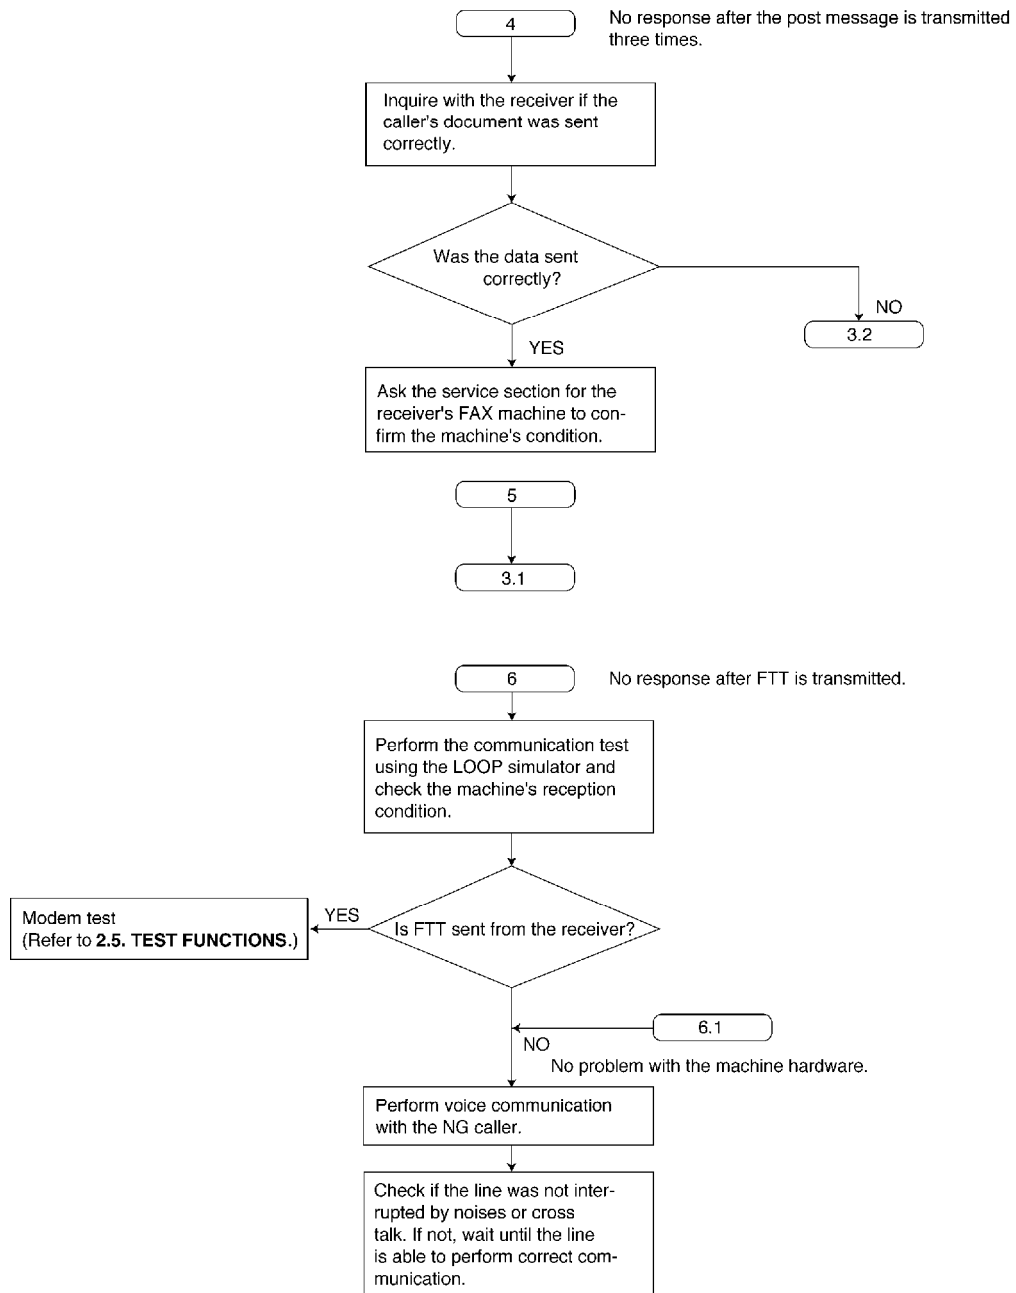 4
No response after the post message is transmitted
three times.
Inquire with the receiver if the
caller's document was sent
correctly.
Was the data sent
correctly?
NO
3.2
YES
Ask the service section for the
receiver's FAX machine to con-
firm the machine's condition.
5
3.1
6
No response after FTT is transmitted.
Perform the communication test
using the LOOP simulator and
check the machine's reception
condition.
Is FTT sent from the receiver?
YES
Modem test
(Refer to 2.5. TEST FUNCTIONS.)
6.1
NO
No problem with the machine hardware.
Perform voice communication
with the NG caller.
Check if the line was not inter-
rupted by noises or cross
talk. If not, wait until the line
is able to perform correct com-
munication.